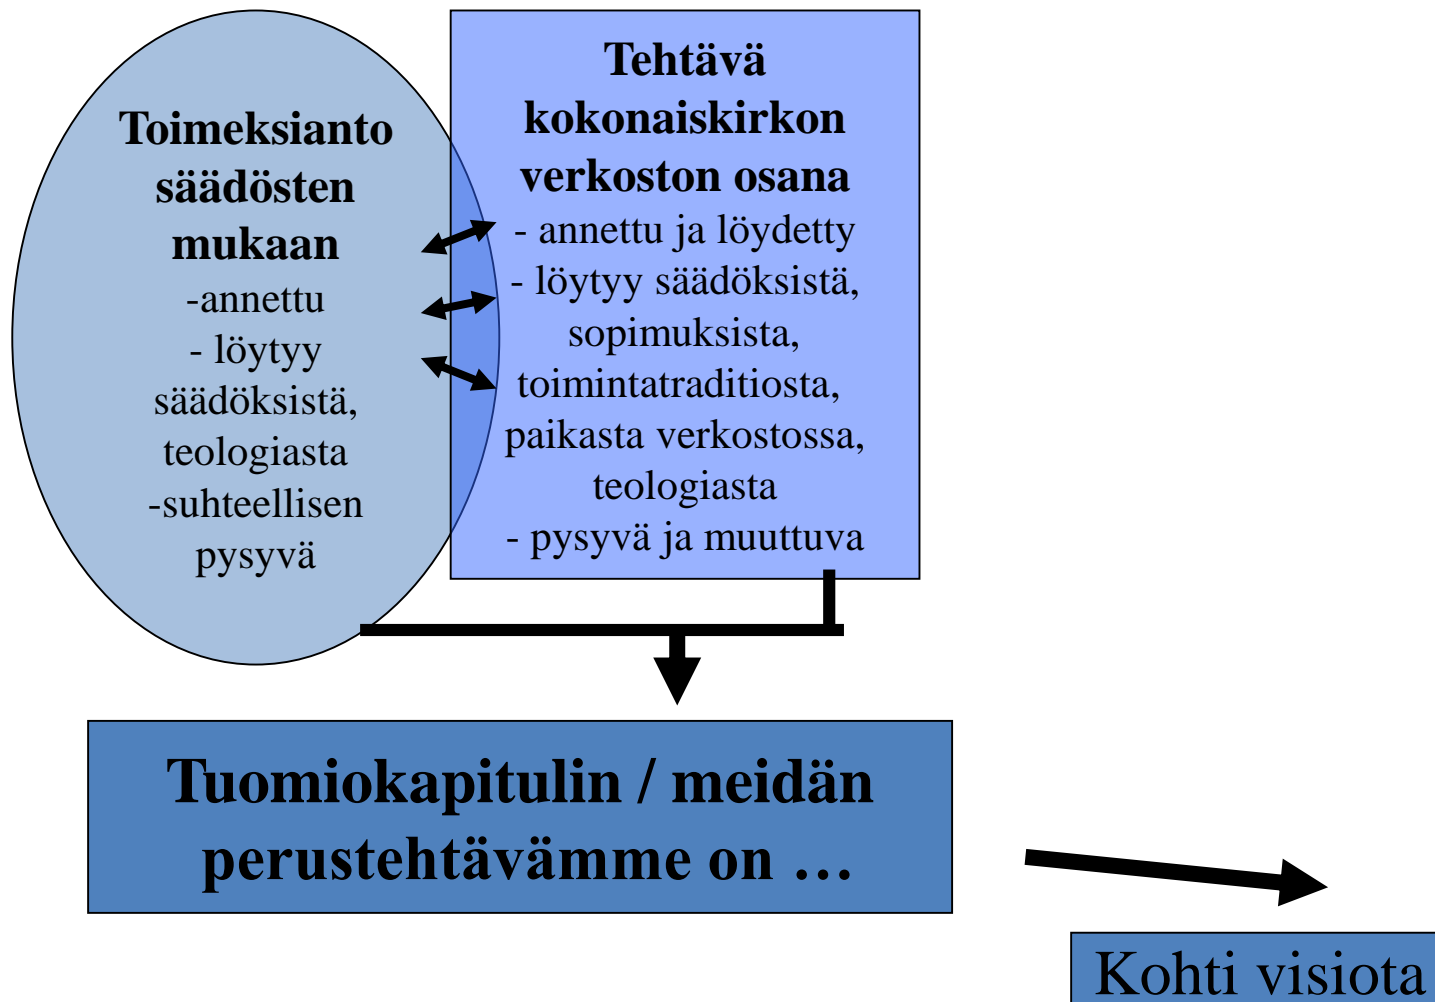 Toimeksianto
säädösten
mukaan
-annettu
- löytyy
säädöksistä,
teologiasta
-suhteellisen
pysyvä
Tehtävä
kokonaiskirkon
verkoston osana
- annettu ja löydetty
- löytyy säädöksistä,
sopimuksista,
toimintatraditiosta,
paikasta verkostossa,
teologiasta
- pysyvä ja muuttuva
Tuomiokapitulin / meidän
perustehtävämme on …
Kohti visiota